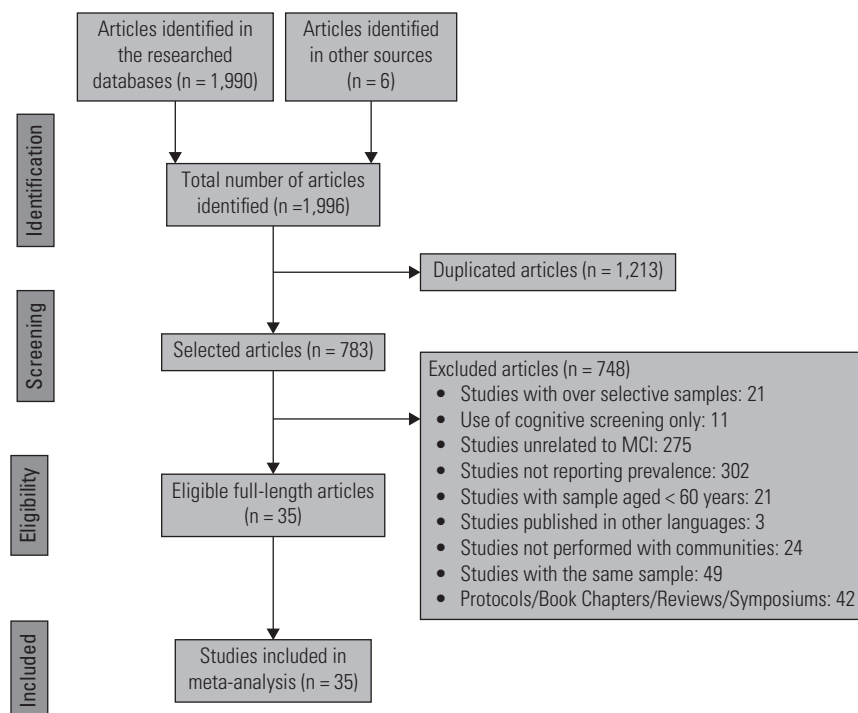 Articles identified in
the researched
databases (n = 1,990)
Articles identified
in other sources
(n = 6)
Identification
Total number of articles
identified (n =1,996)
Duplicated articles (n = 1,213)
Screening
Selected articles (n = 783)
Excluded articles (n = 748)
• Studies with over selective samples: 21
• Use of cognitive screening only: 11
• Studies unrelated to MCI: 275
• Studies not reporting prevalence: 302
• Studies with sample aged < 60 years: 21
• Studies published in other languages: 3
• Studies not performed with communities: 24
• Studies with the same sample: 49
• Protocols/Book Chapters/Reviews/Symposiums: 42
Eligibility
Eligible full-length articles
(n = 35)
Included
Studies included in
meta-analysis (n = 35)